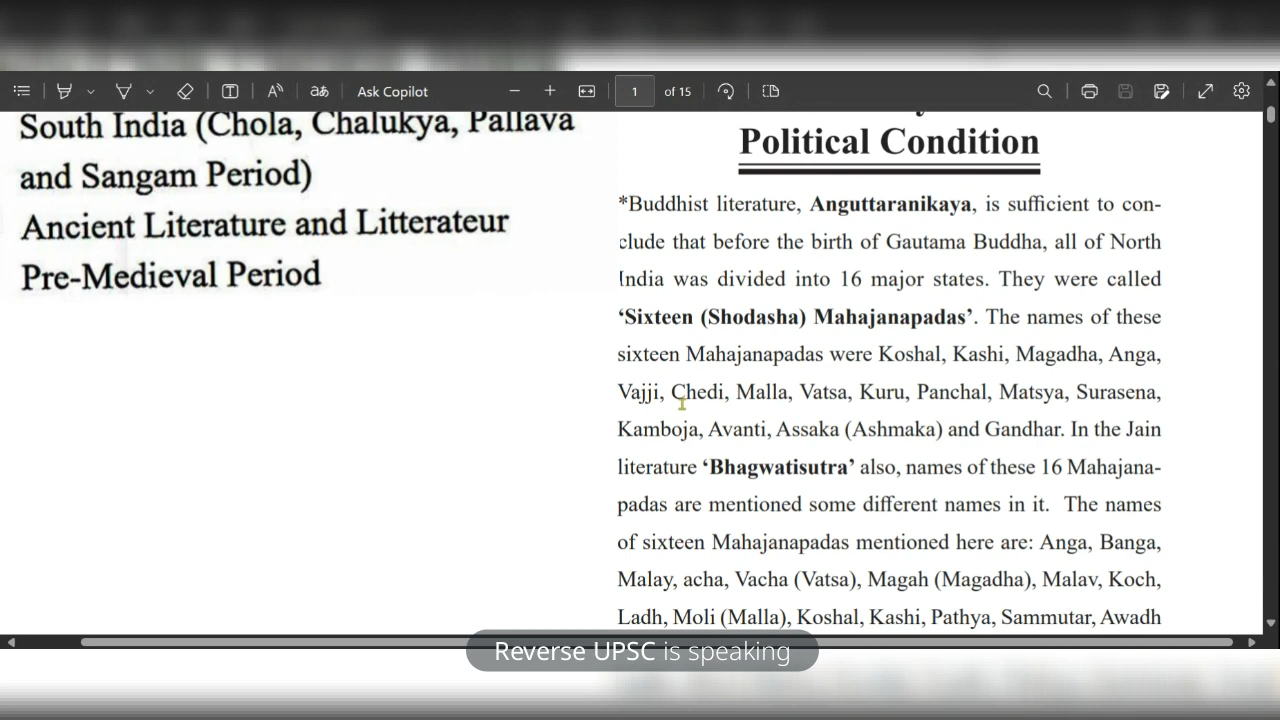 Ask Copilot
1 of 15
South India (Chola, Chalukya, Pallava
and Sangam Period)
Ancient Literature and Litterateur
Pre-Medieval Period
Political Condition
*Buddhist literature, Anguttaranikaya, is sufficient to con-
clude that before the birth of Gautama Buddha, all of North
India was divided into 16 major states. They were called
‘Sixteen (Shodasha) Mahajanapadas’. The names of these
sixteen Mahajanapadas were Koshal, Kashi, Magadha, Anga,
Vajji, Chedi, Malla, Vatsa, Kuru, Panchal, Matsya, Surasena,
Kamboja, Avanti, Assaka (Ashmaka) and Gandhar. In the Jain
literature ‘Bhagwatisutra’ also, names of these 16 Mahajana-
padas are mentioned some different names in it. The names
of sixteen Mahajanapadas mentioned here are: Anga, Banga,
Malay, acha, Vacha (Vatsa), Magah (Magadha), Malav, Koch,
Ladh, Moli (Malla), Koshal, Kashi, Pathya, Sammutar, Awadh
Reverse UPSC is speaking